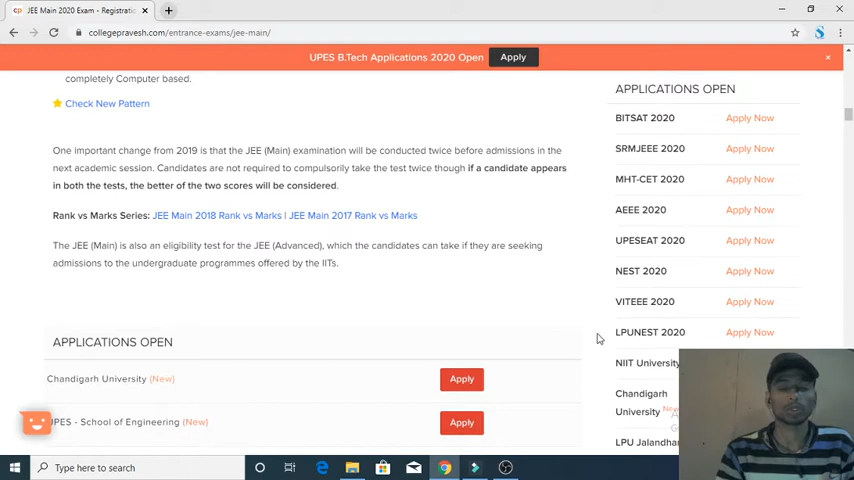 JEE Main 2020 Exam - Registratio
collegepravesh.com/entrance-exams/jee-main/
UPES B.Tech Applications 2020 Open Apply
completely Computer based.
Check New Pattern
One important change from 2019 is that the JEE (Main) examination will be conducted twice before admissions in the
next academic session. Candidates are not required to compulsorily take the test twice though if a candidate appears
in both the tests, the better of the two scores will be considered.
Rank vs Marks Series: JEE Main 2018 Rank vs Marks | JEE Main 2017 Rank vs Marks
The JEE (Main) is also an eligibility test for the JEE (Advanced), which the candidates can take if they are seeking
admissions to the undergraduate programmes offered by the IITs.
APPLICATIONS OPEN
Chandigarh University (New) Apply
UPES - School of Engineering (New) Apply
APPLICATIONS OPEN
BITSAT 2020 Apply Now
SRMJEEE 2020 Apply Now
MHT-CET 2020 Apply Now
AEEE 2020 Apply Now
UPESEAT 2020 Apply Now
NEST 2020 Apply Now
VITEEE 2020 Apply Now
LPUNEST 2020 Apply Now
NIIT University
Chandigarh
University New
LPU Jalandha
Type here to search